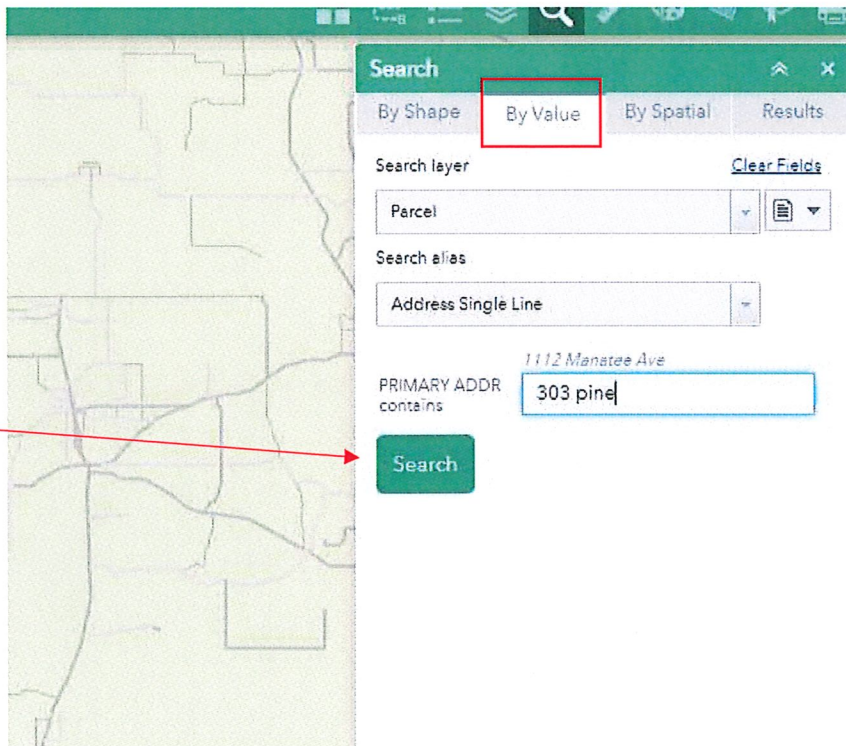 Search
By Shape By Value By Spatial Results
Search layer Clear Fields
Parcel
Search alias
Address Single Line
1112 Manatee Ave
PRIMARY ADDR
contains
303 pine
Search